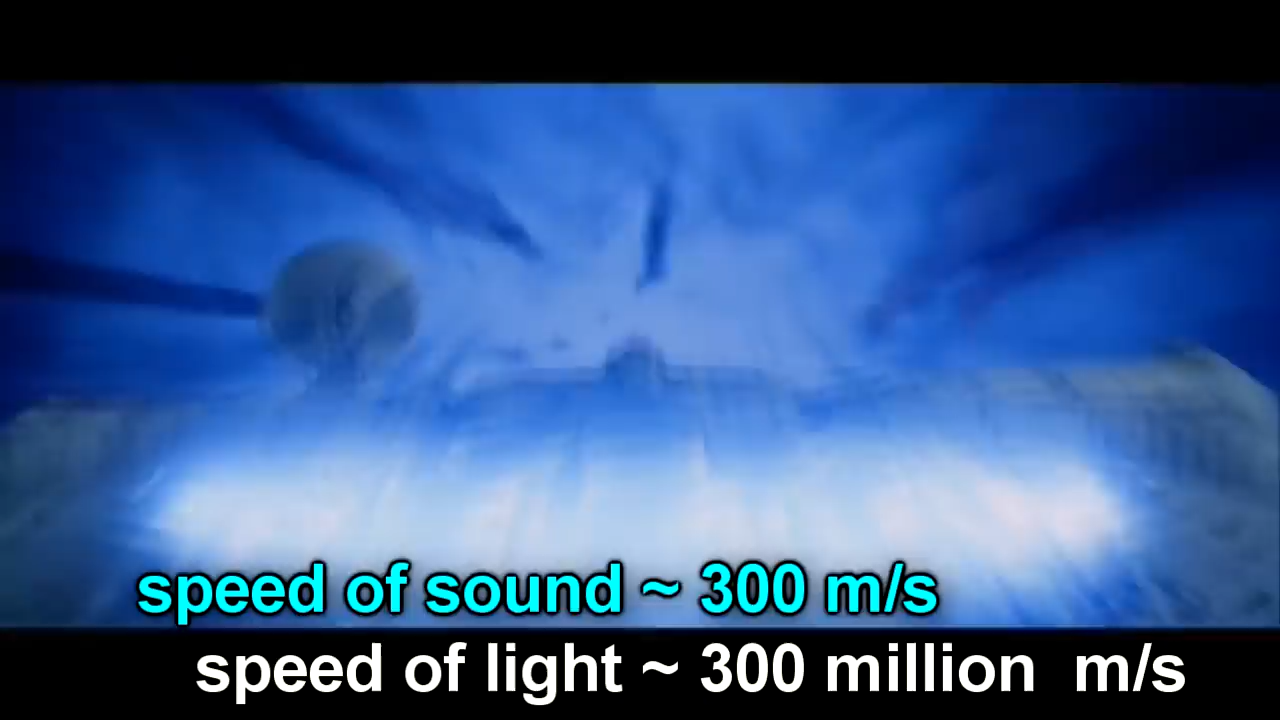 speed of sound ~ 300 m/s
speed of light ~ 300 million m/s